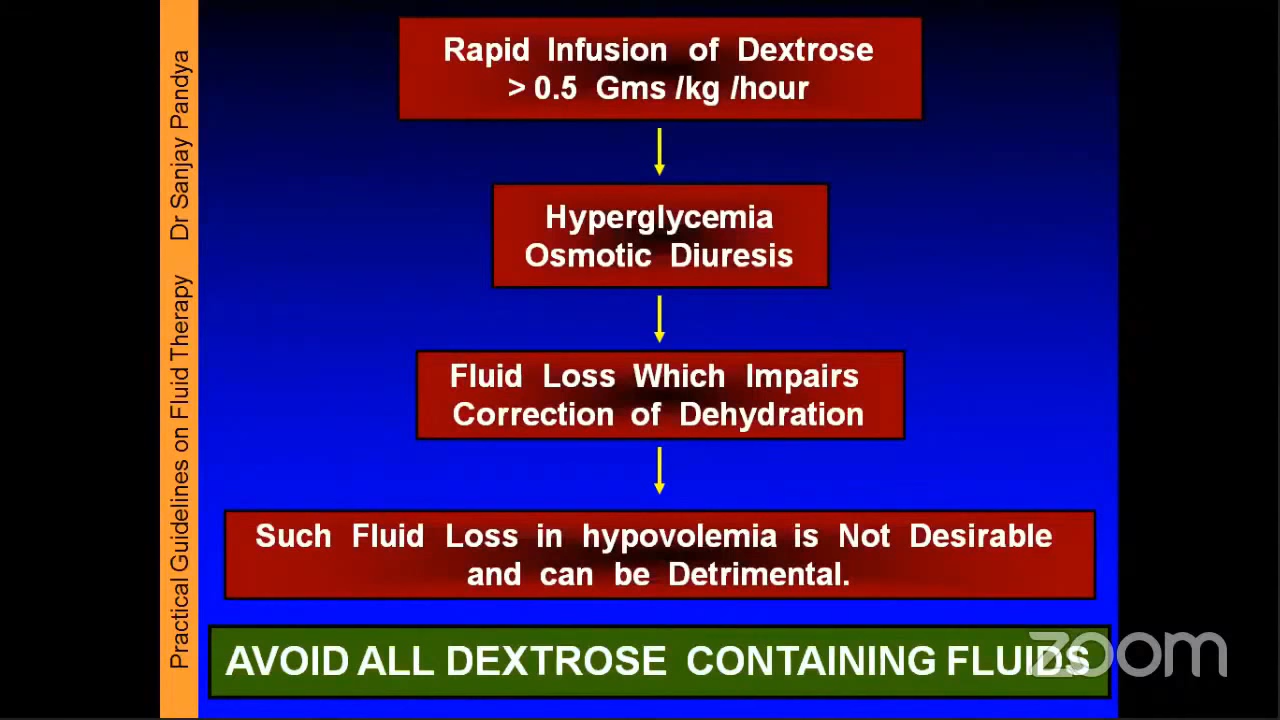 Rapid Infusion of Dextrose
> 0.5 Gms /kg /hour
Hyperglycemia
Osmotic Diuresis
Fluid Loss Which Impairs
Correction of Dehydration
Such Fluid Loss in hypovolemia is Not Desirable
and can be Detrimental.
AVOID ALL DEXTROSE CONTAINING FLUIDS
zoom
Practical Guidelines on Fluid Therapy Dr Sanjay Pandya